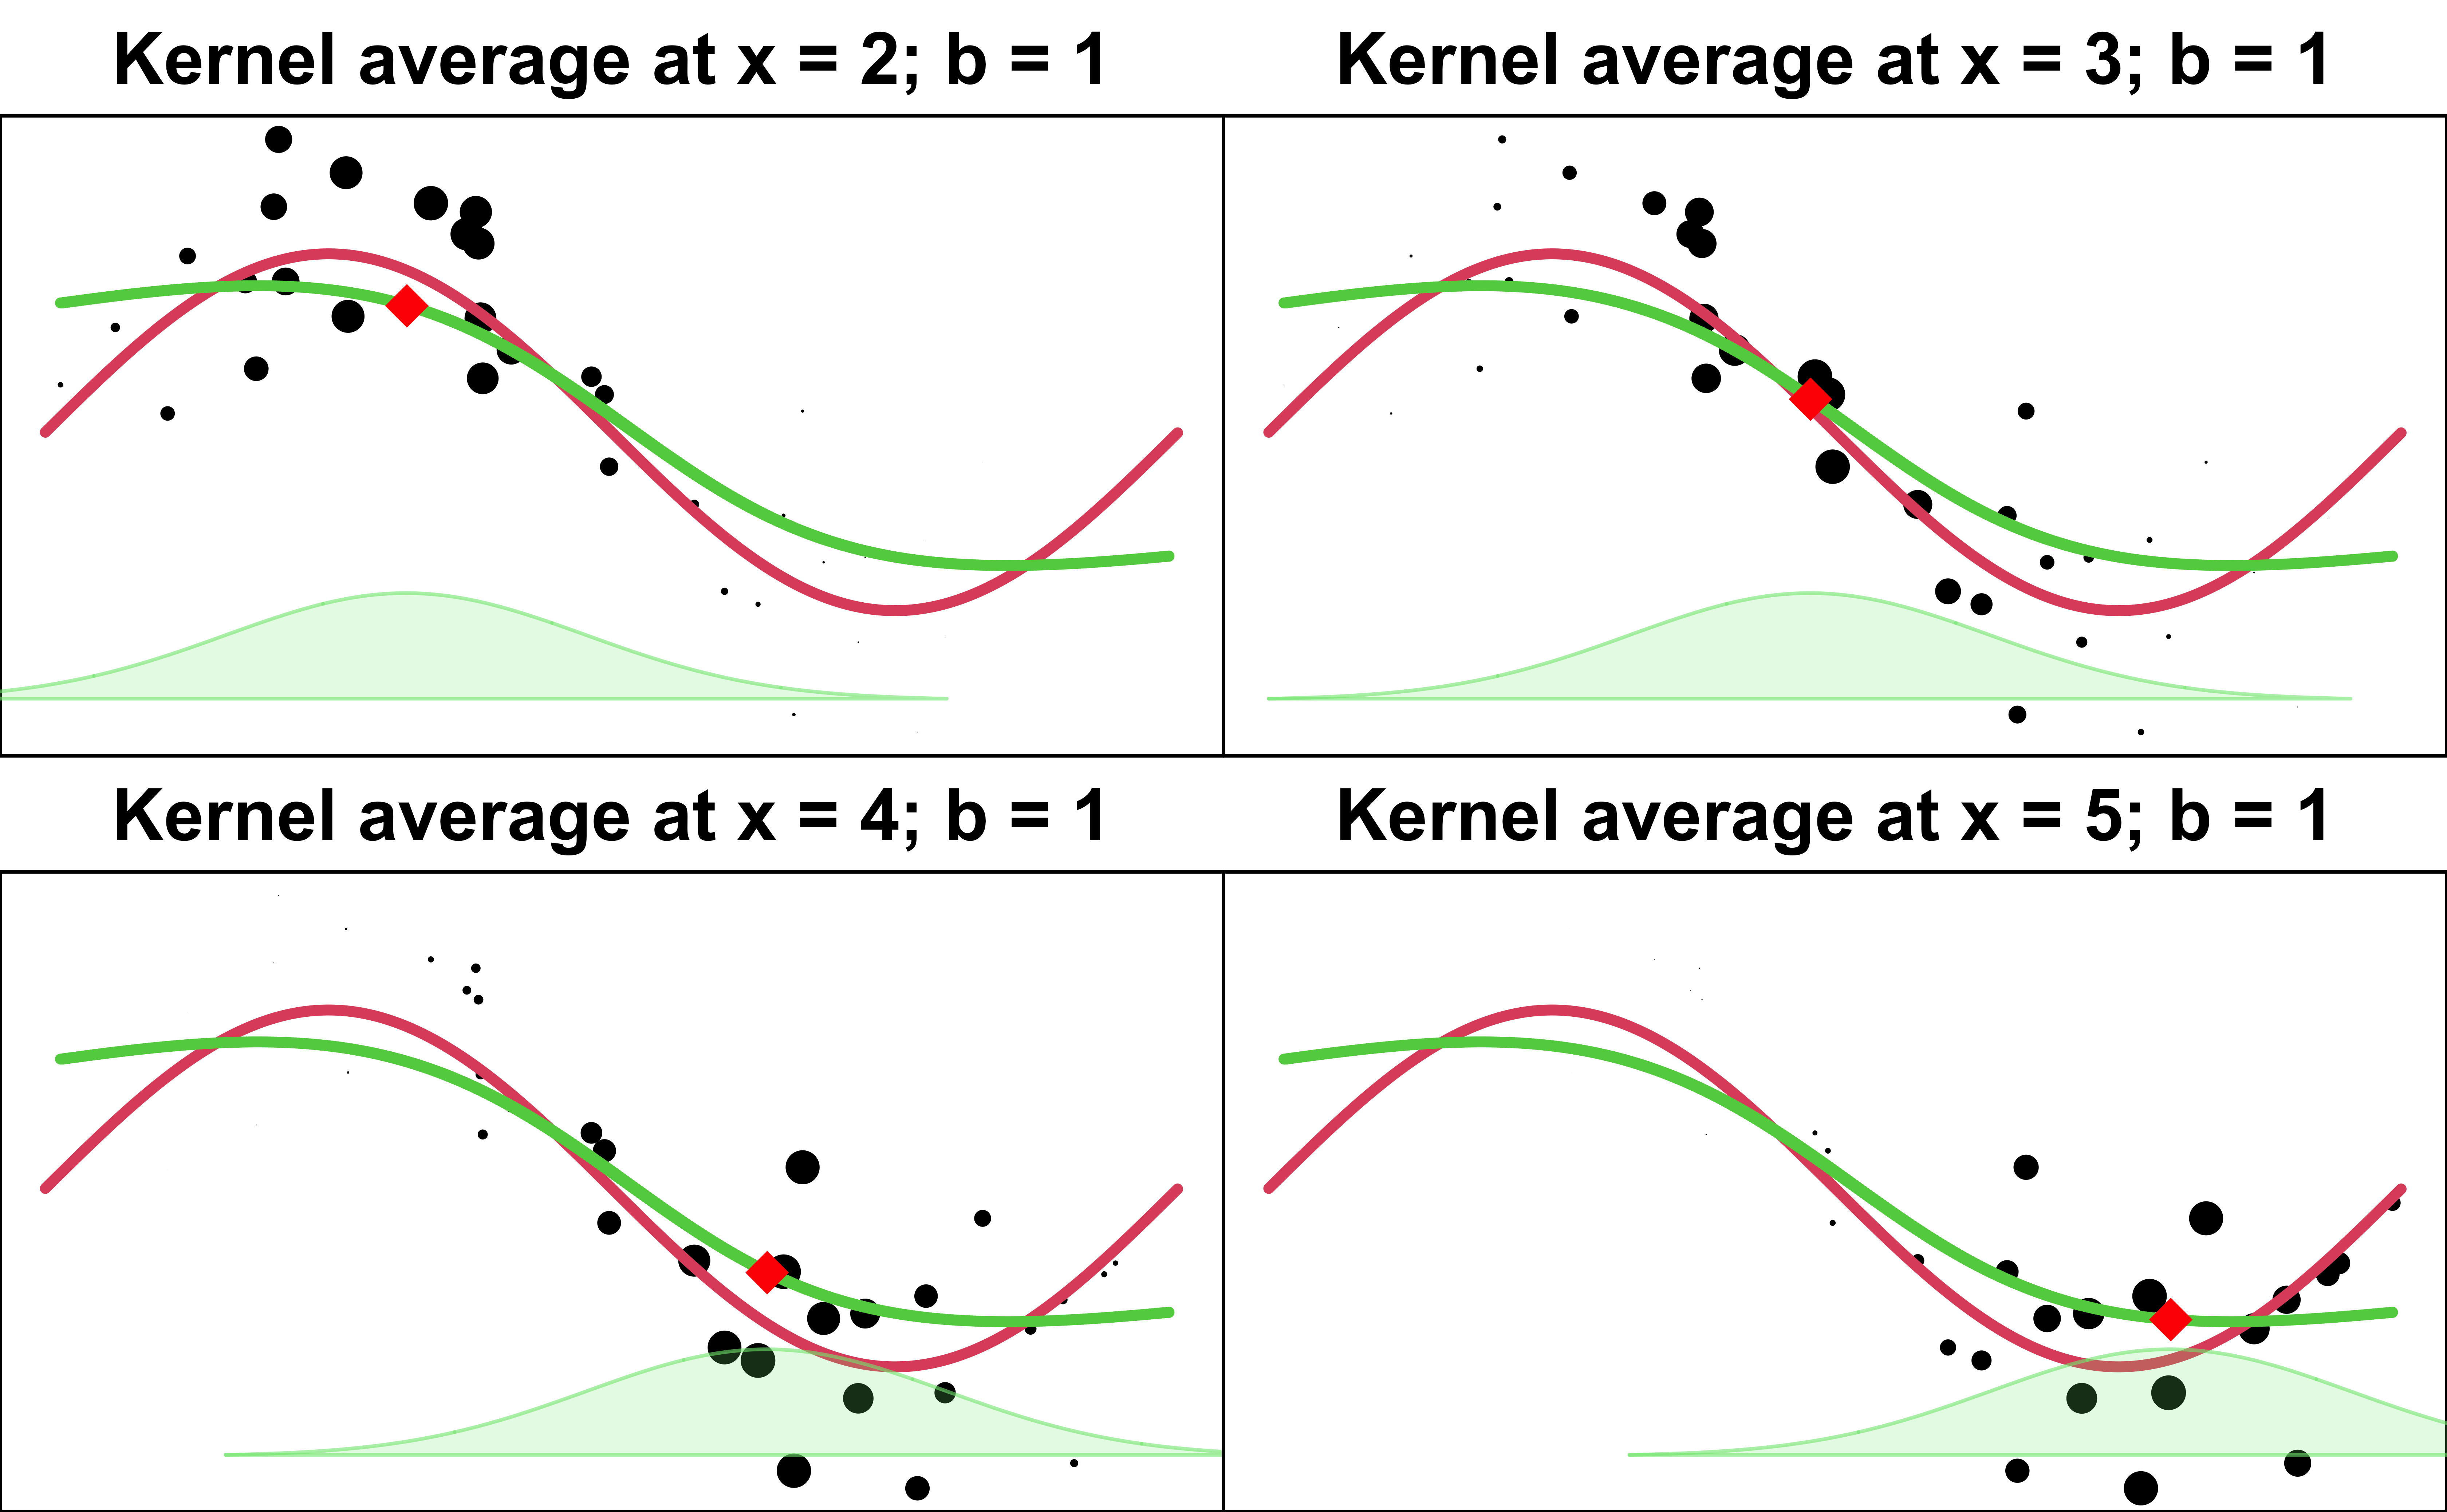 Kernel average at x = 2; b = 1
Kernel average at x = 3; b = 1
Kernel average at x = 4; b = 1
Kernel average at x = 5; b = 1